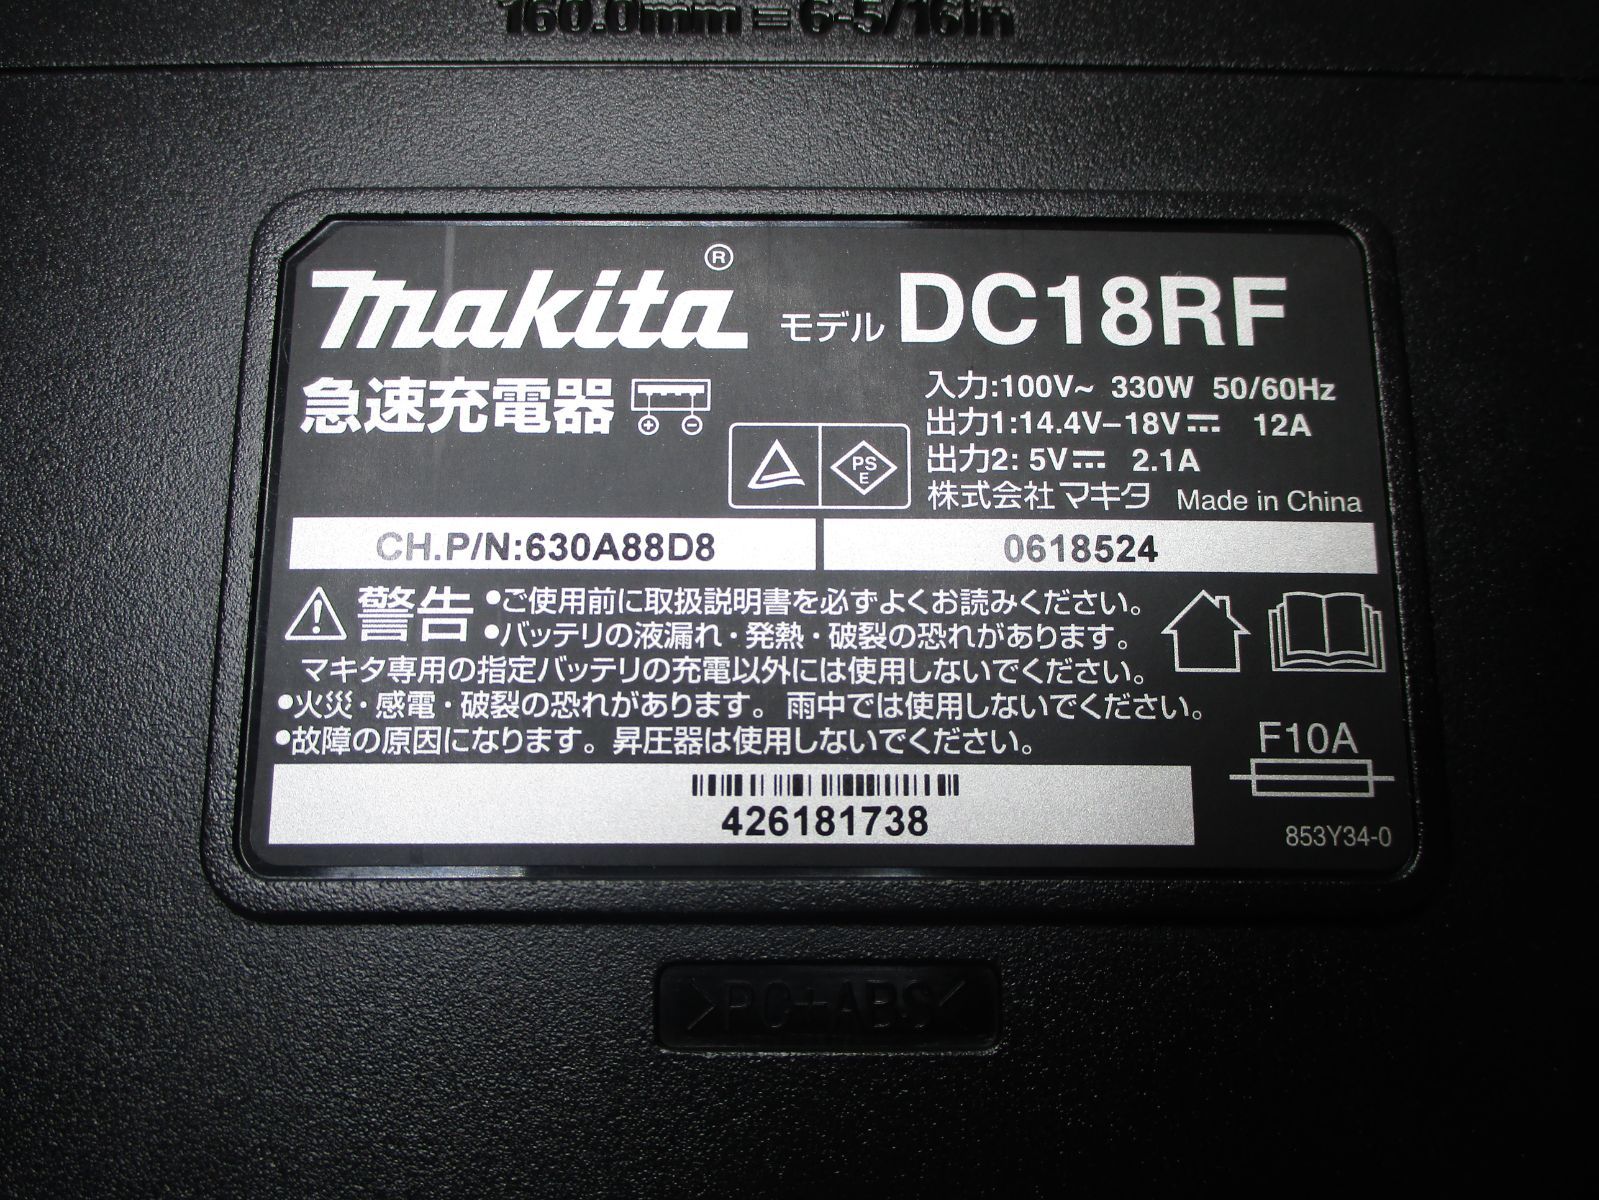 160.0mm=6-5/16in
makita® モデル DC18RF
急速充電器
入力:100V~ 330W 50/60Hz
出力1:14.4V–18V⎓ 12A
出力2: 5V⎓ 2.1A
PS
E
株式会社マキタ Made in China
CH.P/N:630A88D8
0618524
警告 •ご使用前に取扱説明書を必ずよくお読みください。
•バッテリの液漏れ・発熱・破裂の恐れがあります。
マキタ専用の指定バッテリの充電以外には使用しないでください。
•火災・感電・破裂の恐れがあります。雨中では使用しないでください。
•故障の原因になります。昇圧器は使用しないでください。
F10A
426181738
853Y34-0
>PC+ABS<